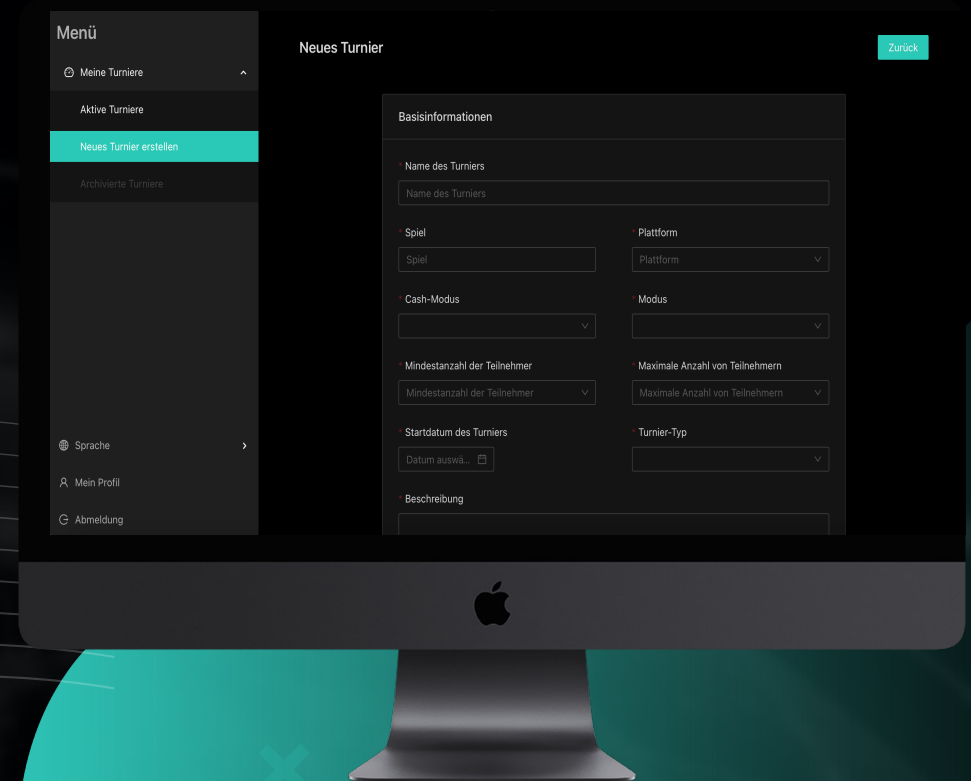 Menü
Meine Turniere
Aktive Turniere
Neues Turnier erstellen
Archivierte Turniere
Sprache
Mein Profil
Abmeldung
Neues Turnier
Zurück
Basisinformationen
* Name des Turniers
Name des Turniers
* Spiel
Spiel
* Plattform
Plattform
* Cash-Modus
* Modus
* Mindestanzahl der Teilnehmer
Mindestanzahl der Teilnehmer
* Maximale Anzahl von Teilnehmern
Maximale Anzahl von Teilnehmern
* Startdatum des Turniers
Datum auswä...
* Turnier-Typ
* Beschreibung